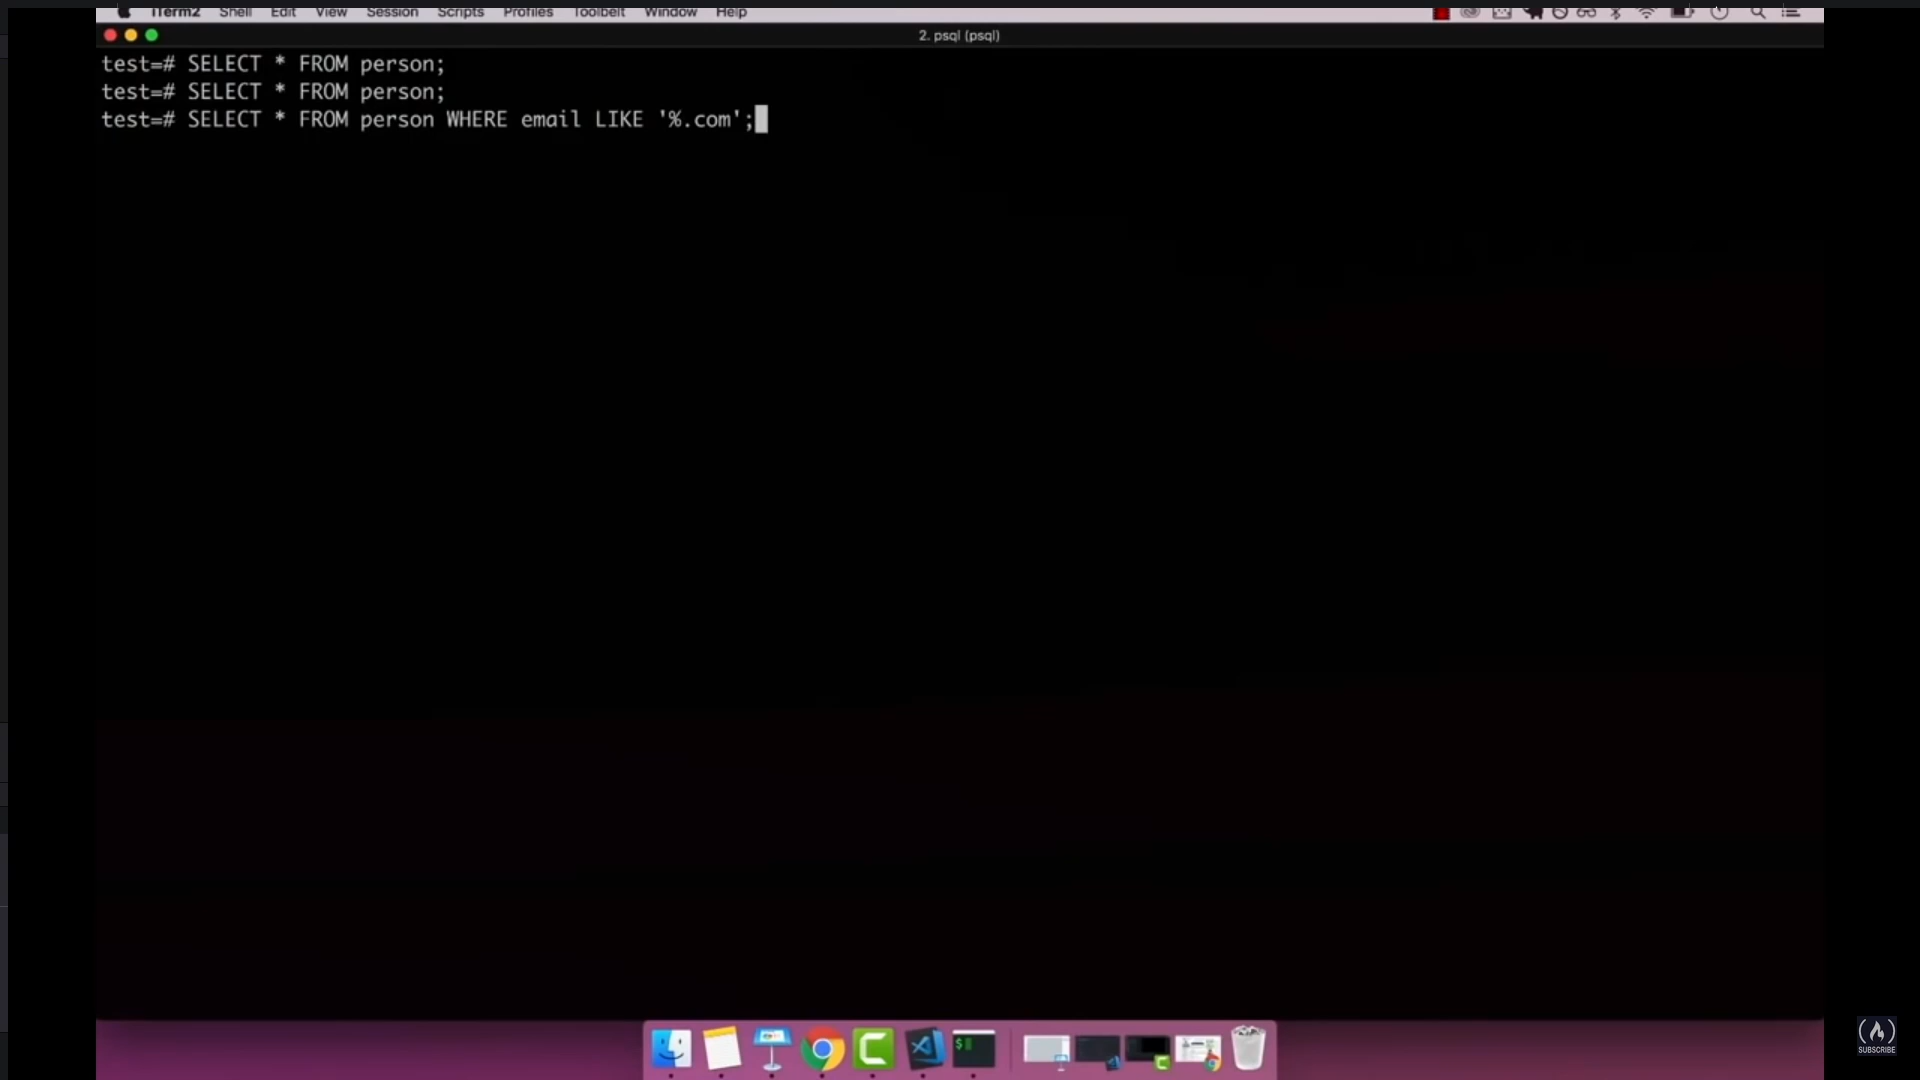 iTerm2 Shell Edit View Session Scripts Profiles Toolbelt Window Help
2. psql (psql)
test=# SELECT * FROM person;
test=# SELECT * FROM person;
test=# SELECT * FROM person WHERE email LIKE '%.com';
SUBSCRIBE